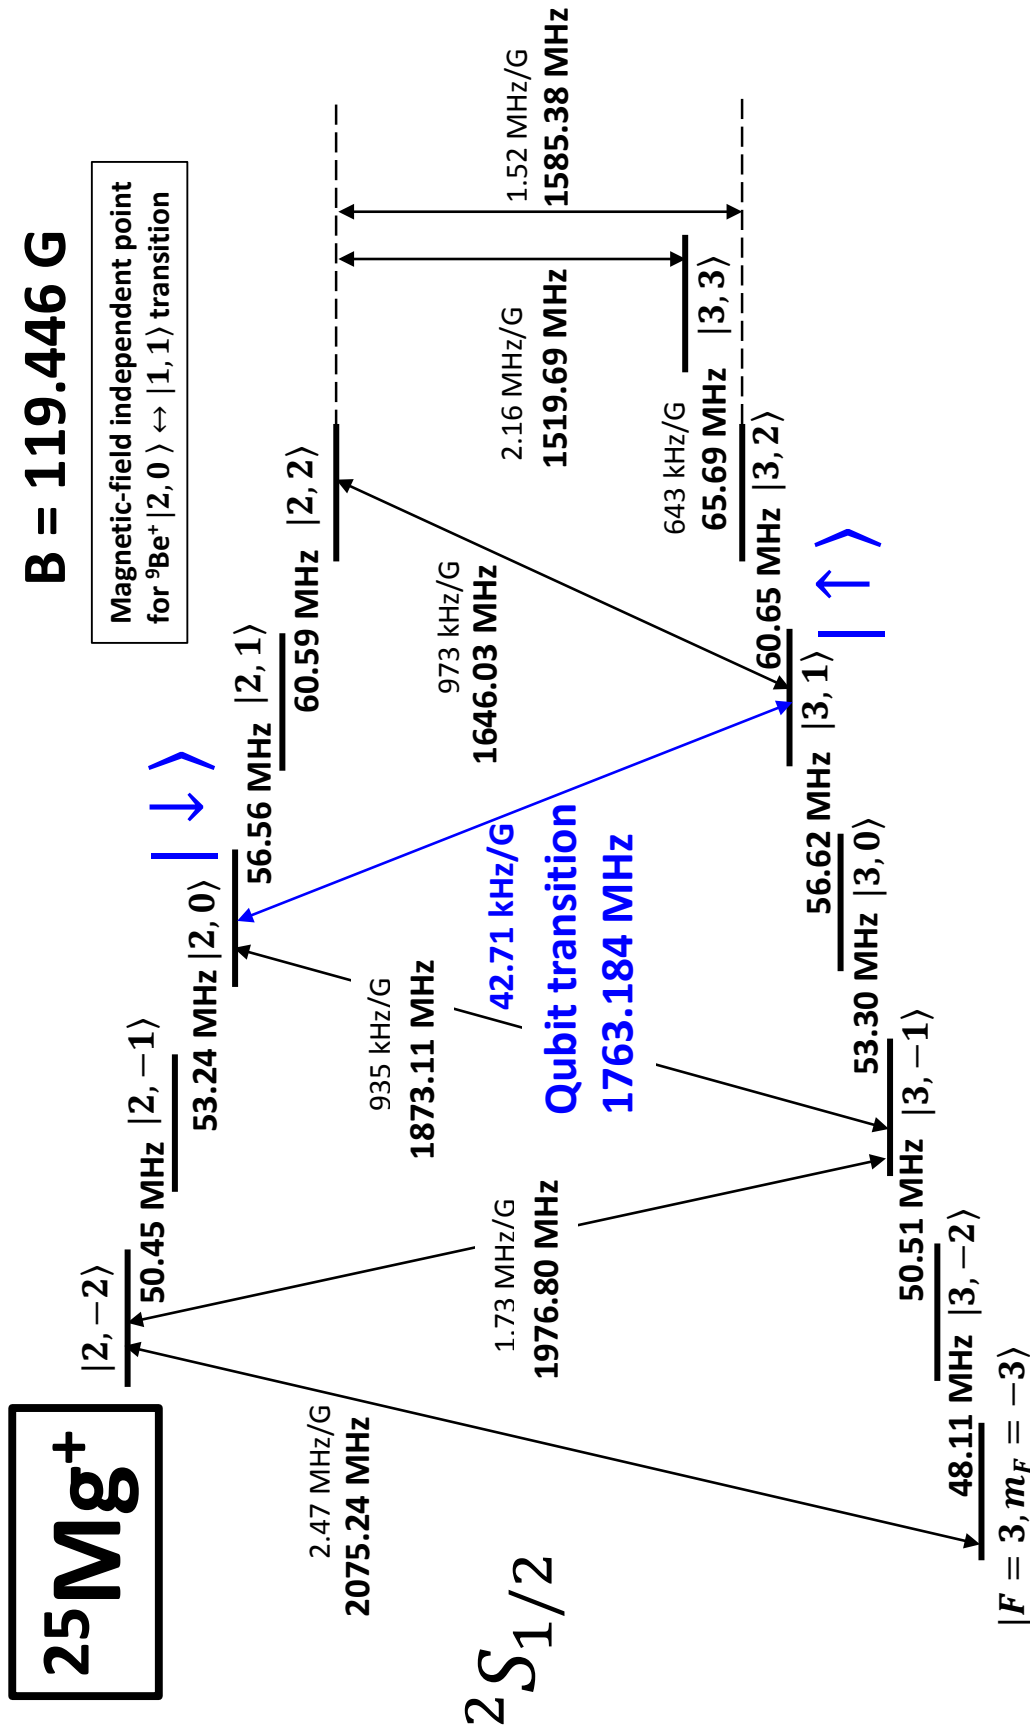 ²⁵Mg⁺
B = 119.446 G
Magnetic-field independent point
for ⁹Be⁺|2, 0 ⟩ ↔ |1, 1⟩ transition
²S₁/₂
|2, −2⟩
50.45 MHz
|2, −1⟩
53.24 MHz
|2, 0⟩
|↓⟩
56.56 MHz
|2, 1⟩
60.59 MHz
|2, 2⟩
2.47 MHz/G
2075.24 MHz
1.73 MHz/G
1976.80 MHz
935 kHz/G
1873.11 MHz
42.71 kHz/G
Qubit transition
1763.184 MHz
973 kHz/G
1646.03 MHz
2.16 MHz/G
1519.69 MHz
1.52 MHz/G
1585.38 MHz
|F = 3, m_F = −3⟩
48.11 MHz
|3, −2⟩
50.51 MHz
|3, −1⟩
53.30 MHz
|3, 0⟩
56.62 MHz
|3, 1⟩
|↑⟩
60.65 MHz
|3, 2⟩
643 kHz/G
65.69 MHz
|3, 3⟩